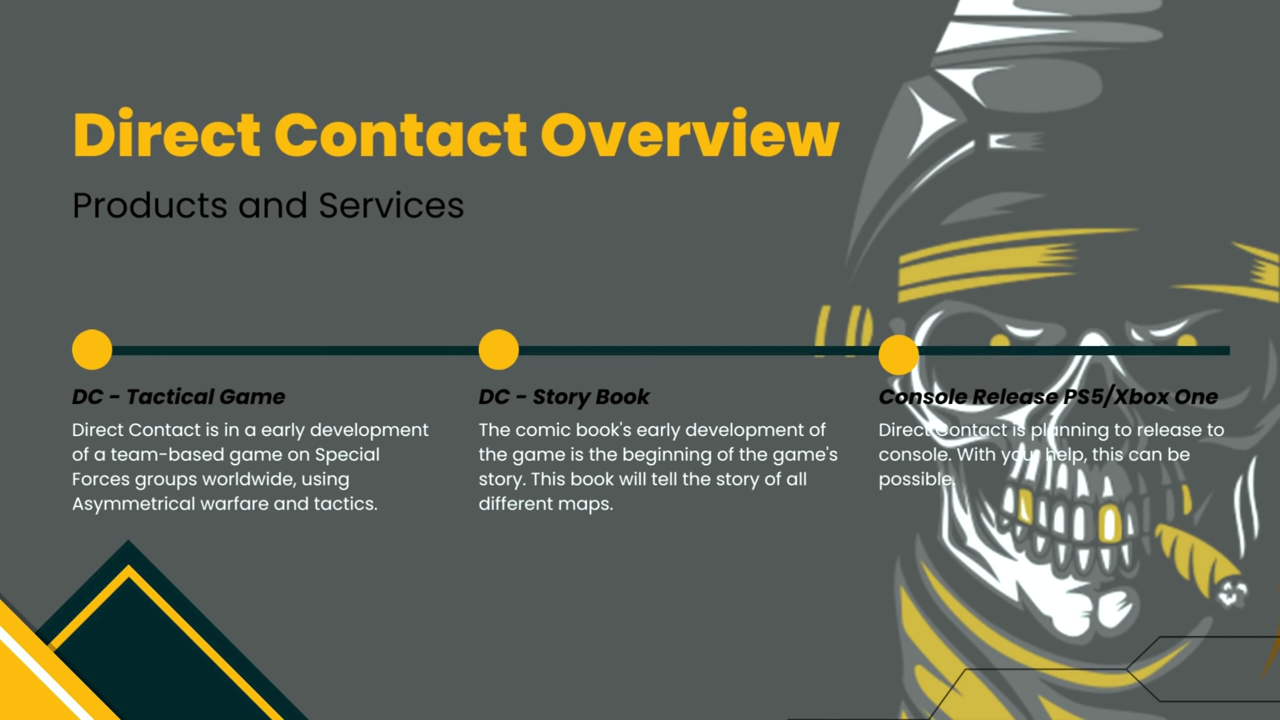 Direct Contact Overview
Products and Services
DC - Tactical Game
Direct Contact is in a early development
of a team-based game on Special
Forces groups worldwide, using
Asymmetrical warfare and tactics.
DC - Story Book
The comic book's early development of
the game is the beginning of the game's
story. This book will tell the story of all
different maps.
Console Release PS5/Xbox One
Direct Contact is planning to release to
console. With your help, this can be
possible.